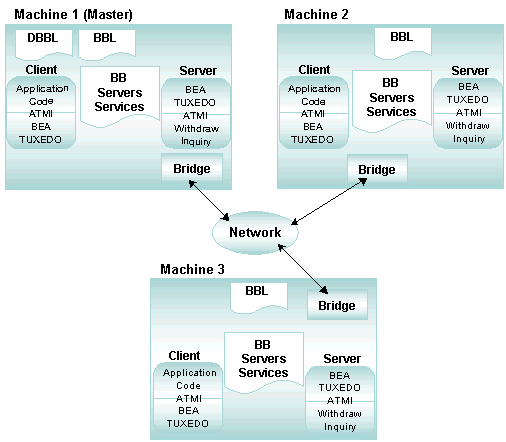 Machine 1 (Master)
DBBL
BBL
Client
Application
Code
ATMI
BEA
TUXEDO
BB
Servers
Services
Server
BEA
TUXEDO
ATMI
Withdraw
Inquiry
Bridge
Machine 2
BBL
Client
Application
Code
ATMI
BEA
TUXEDO
BB
Servers
Services
Server
BEA
TUXEDO
ATMI
Withdraw
Inquiry
Bridge
Network
Machine 3
BBL
Bridge
Client
Application
Code
ATMI
BEA
TUXEDO
BB
Servers
Services
Server
BEA
TUXEDO
ATMI
Withdraw
Inquiry